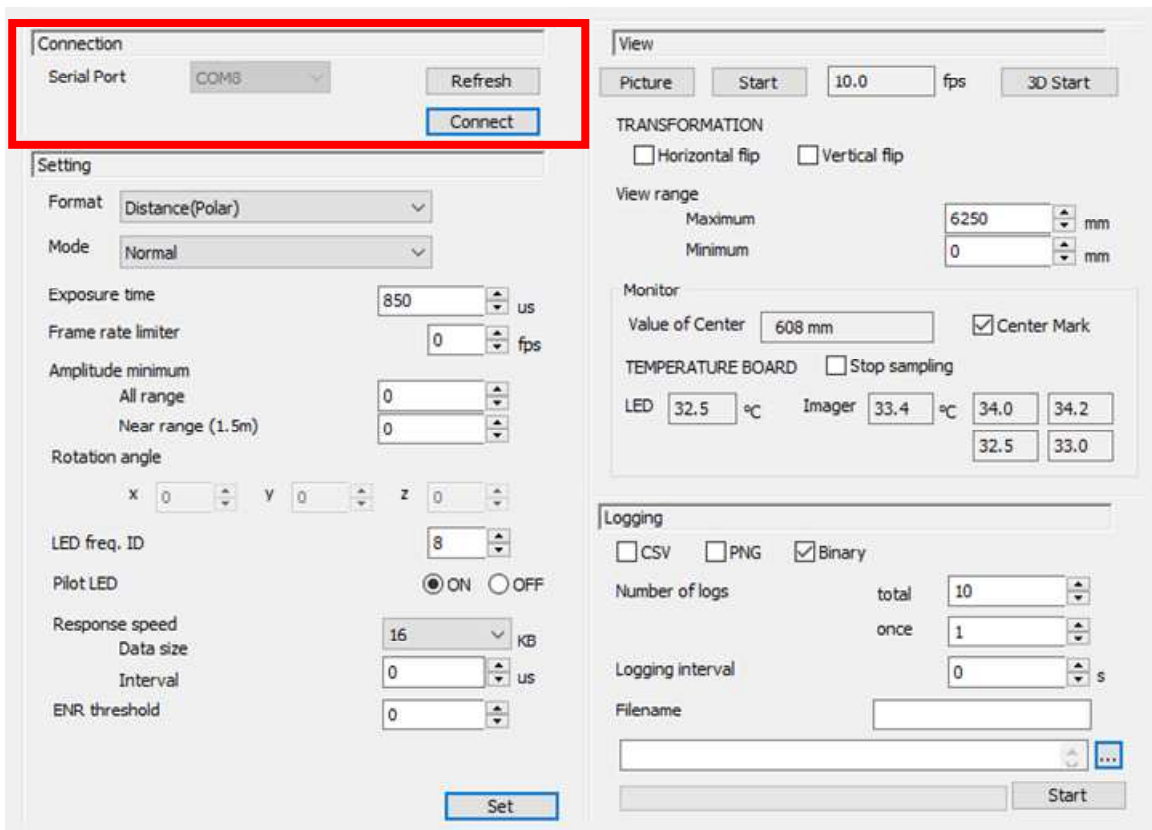 Connection
Serial Port COM8 Refresh
Connect
Setting
Format Distance(Polar)
Mode Normal
Exposure time 850 us
Frame rate limiter 0 fps
Amplitude minimum
All range 0
Near range (1.5m) 0
Rotation angle
x 0 y 0 z 0
LED freq. ID 8
Pilot LED ON OFF
Response speed
Data size 16 KB
Interval 0 us
ENR threshold 0
Set
View
Picture Start 10.0 fps 3D Start
TRANSFORMATION
Horizontal flip Vertical flip
View range
Maximum 6250 mm
Minimum 0 mm
Monitor
Value of Center 608 mm Center Mark
TEMPERATURE BOARD Stop sampling
LED 32.5 ℃ Imager 33.4 ℃ 34.0 34.2
32.5 33.0
Logging
CSV PNG Binary
Number of logs total 10
once 1
Logging interval 0 s
Filename
...
Start